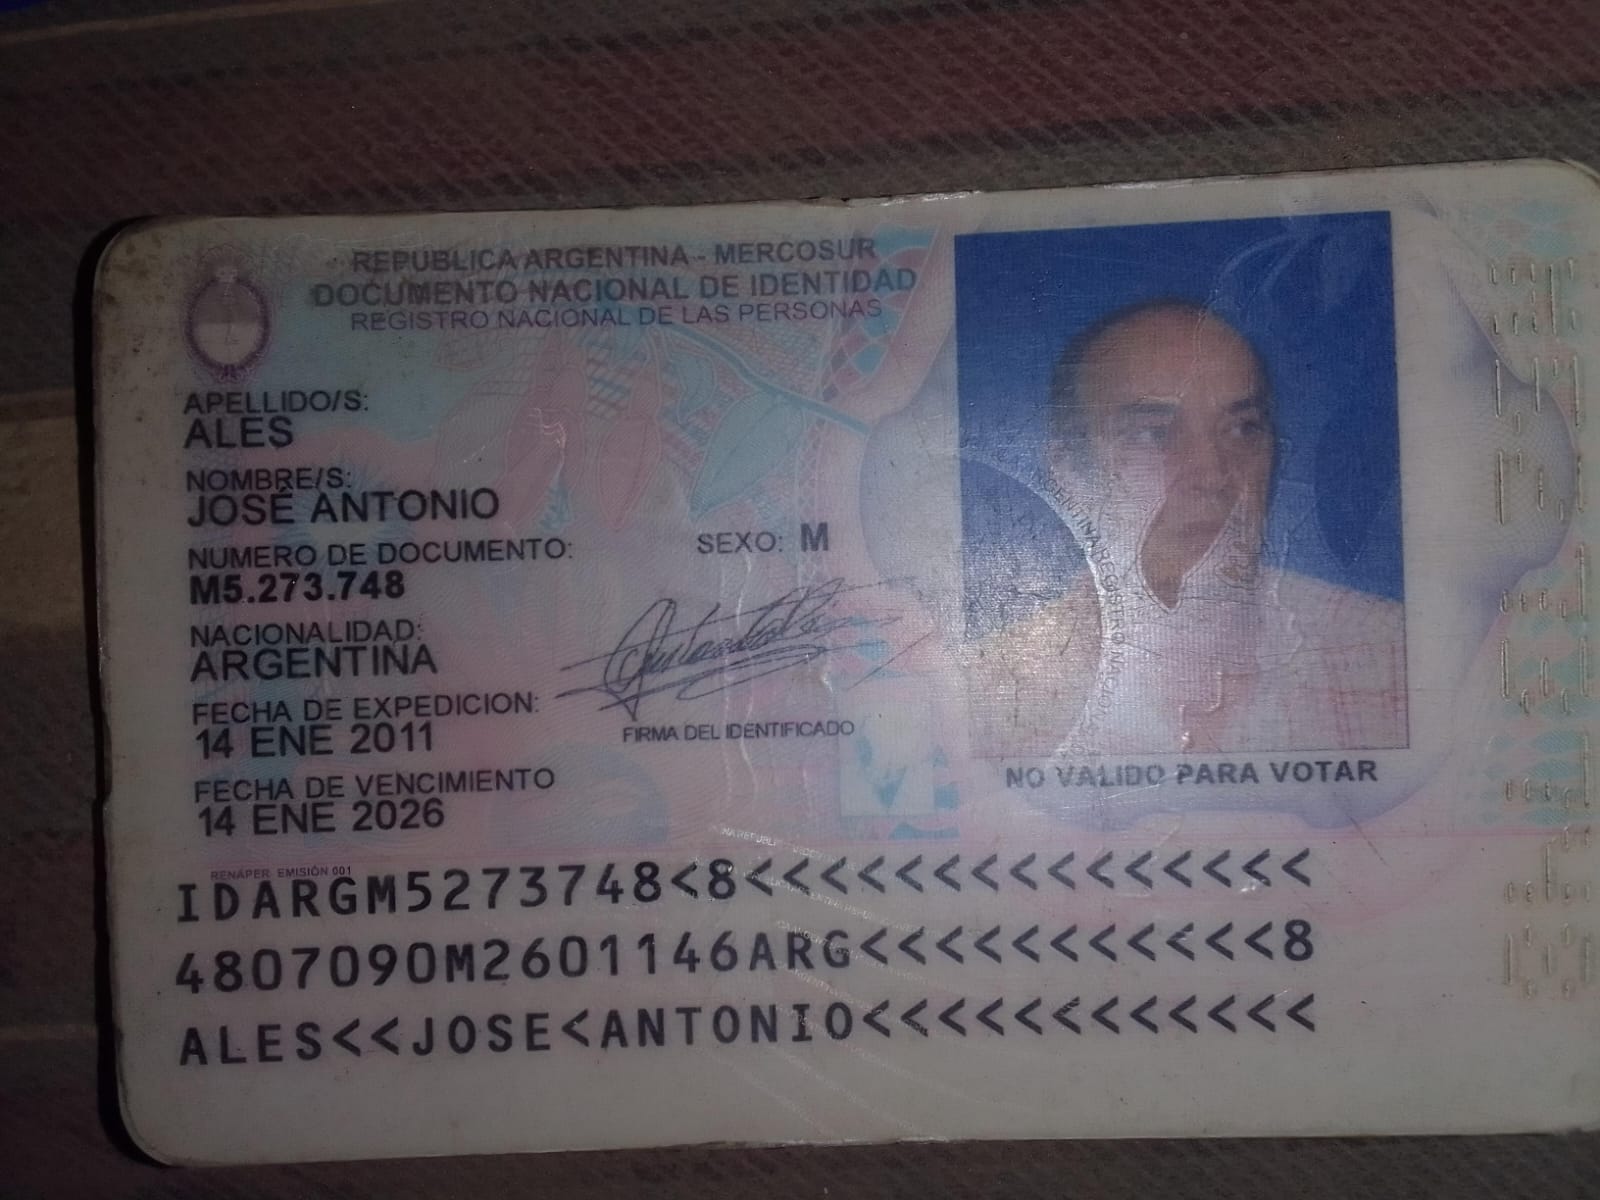 REPUBLICA ARGENTINA - MERCOSUR
DOCUMENTO NACIONAL DE IDENTIDAD
REGISTRO NACIONAL DE LAS PERSONAS
APELLIDO/S:
ALES
NOMBRE/S:
JOSÉ ANTONIO
NUMERO DE DOCUMENTO:
SEXO: M
M5.273.748
NACIONALIDAD:
ARGENTINA
FECHA DE EXPEDICION:
14 ENE 2011
FIRMA DEL IDENTIFICADO
FECHA DE VENCIMIENTO
14 ENE 2026
NO VALIDO PARA VOTAR
RENAPER EMISIÓN 001
IDARGM5273748<8<<<<<<<<<<<<<<<
4807090M2601146ARG<<<<<<<<<<<8
ALES<<JOSE<ANTONIO<<<<<<<<<<<<